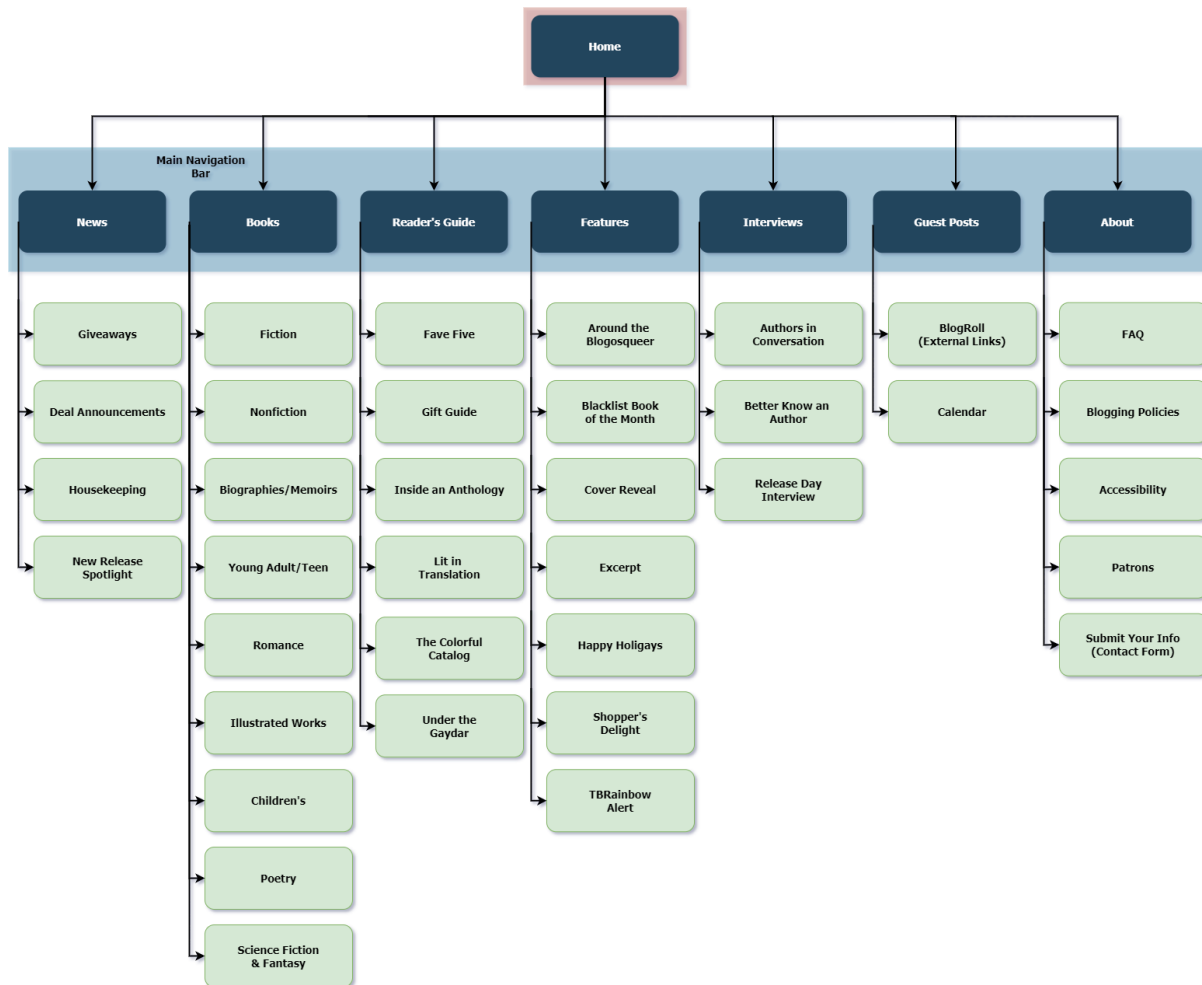 Home
Main Navigation
Bar
News
Books
Reader's Guide
Features
Interviews
Guest Posts
About
Giveaways
Deal Announcements
Housekeeping
New Release
Spotlight
Fiction
Nonfiction
Biographies/Memoirs
Young Adult/Teen
Romance
Illustrated Works
Children's
Poetry
Science Fiction
& Fantasy
Fave Five
Gift Guide
Inside an Anthology
Lit in
Translation
The Colorful
Catalog
Under the
Gaydar
Around the
Blogosqueer
Blacklist Book
of the Month
Cover Reveal
Excerpt
Happy Holigays
Shopper's
Delight
TBRainbow
Alert
Authors in
Conversation
Better Know an
Author
Release Day
Interview
BlogRoll
(External Links)
Calendar
FAQ
Blogging Policies
Accessibility
Patrons
Submit Your Info
(Contact Form)